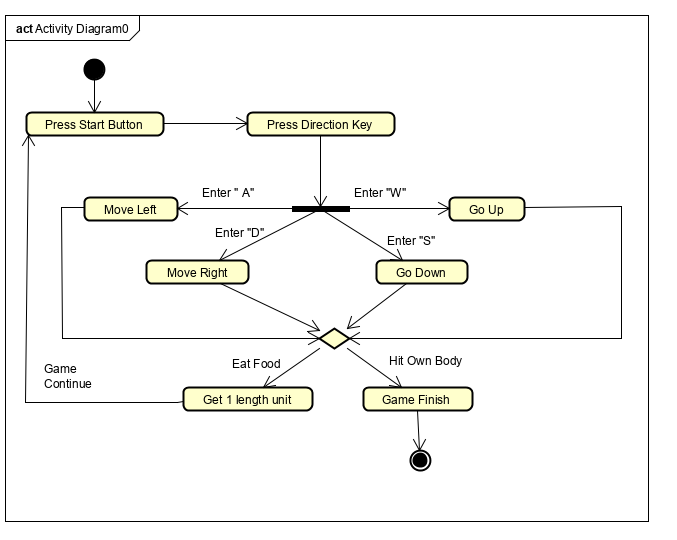 act Activity Diagram0
Press Start Button
Press Direction Key
Enter " A"
Enter "W"
Move Left
Go Up
Enter "D"
Enter "S"
Move Right
Go Down
Eat Food
Hit Own Body
Game
Continue
Get 1 length unit
Game Finish